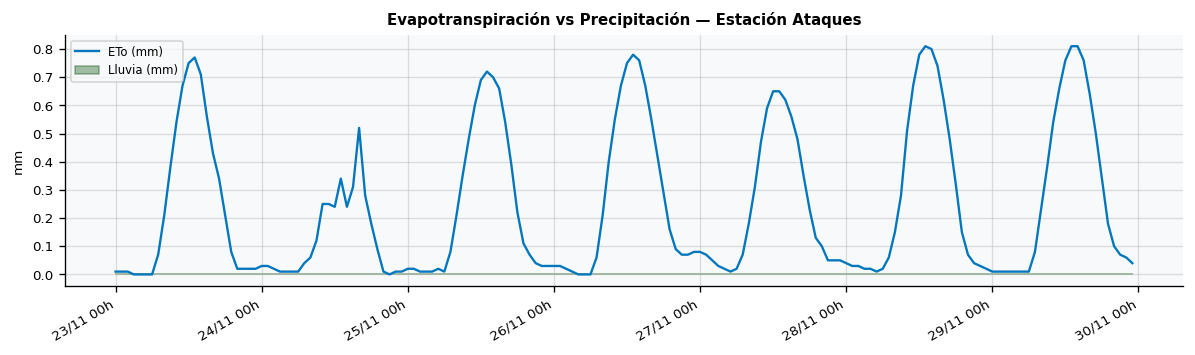 Evapotranspiración vs Precipitación — Estación Ataques
ETo (mm)
Lluvia (mm)
mm
0.8
0.7
0.6
0.5
0.4
0.3
0.2
0.1
0.0
23/11 00h
24/11 00h
25/11 00h
26/11 00h
27/11 00h
28/11 00h
29/11 00h
30/11 00h